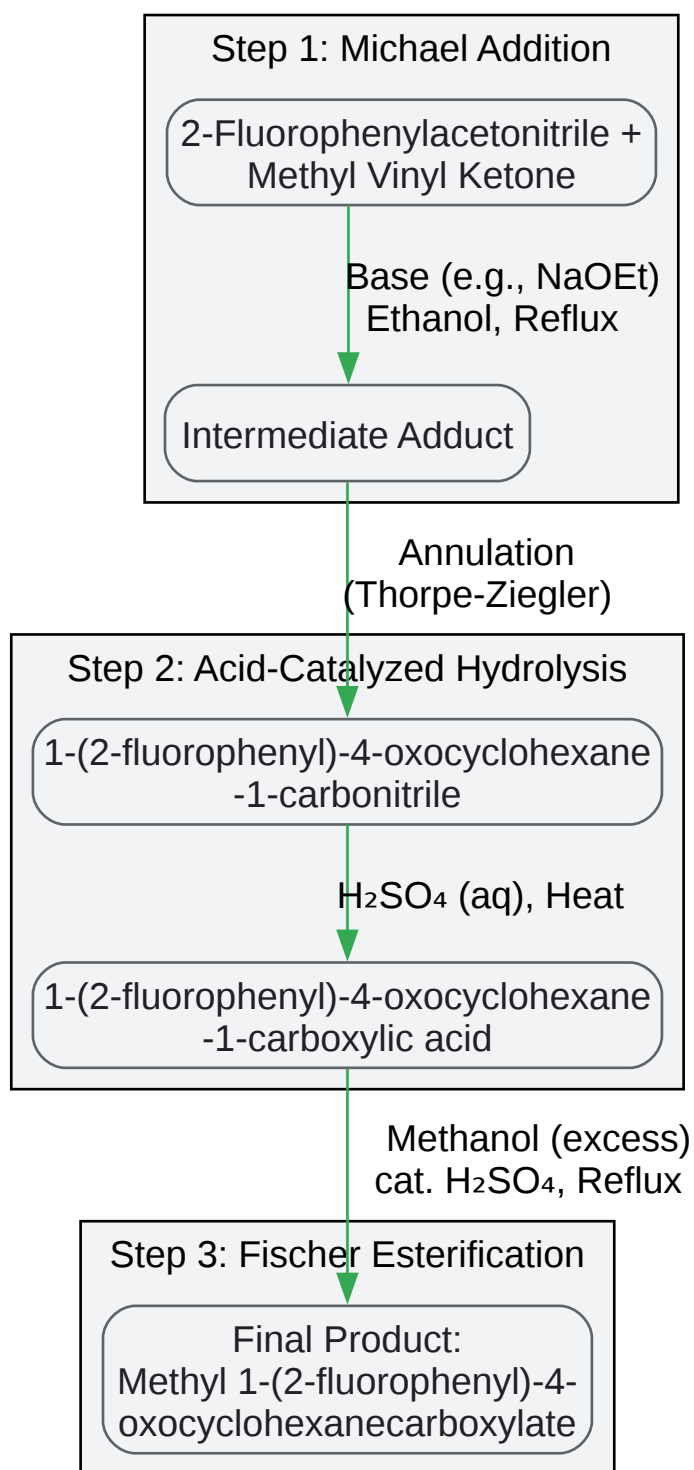 Step 1: Michael Addition
2-Fluorophenylacetonitrile +
Methyl Vinyl Ketone
Base (e.g., NaOEt)
Ethanol, Reflux
Intermediate Adduct
Annulation
(Thorpe-Ziegler)
Step 2: Acid-Catalyzed Hydrolysis
1-(2-fluorophenyl)-4-oxocyclohexane
-1-carbonitrile
H₂SO₄ (aq), Heat
1-(2-fluorophenyl)-4-oxocyclohexane
-1-carboxylic acid
Methanol (excess)
cat. H₂SO₄, Reflux
Step 3: Fischer Esterification
Final Product:
Methyl 1-(2-fluorophenyl)-4-
oxocyclohexanecarboxylate